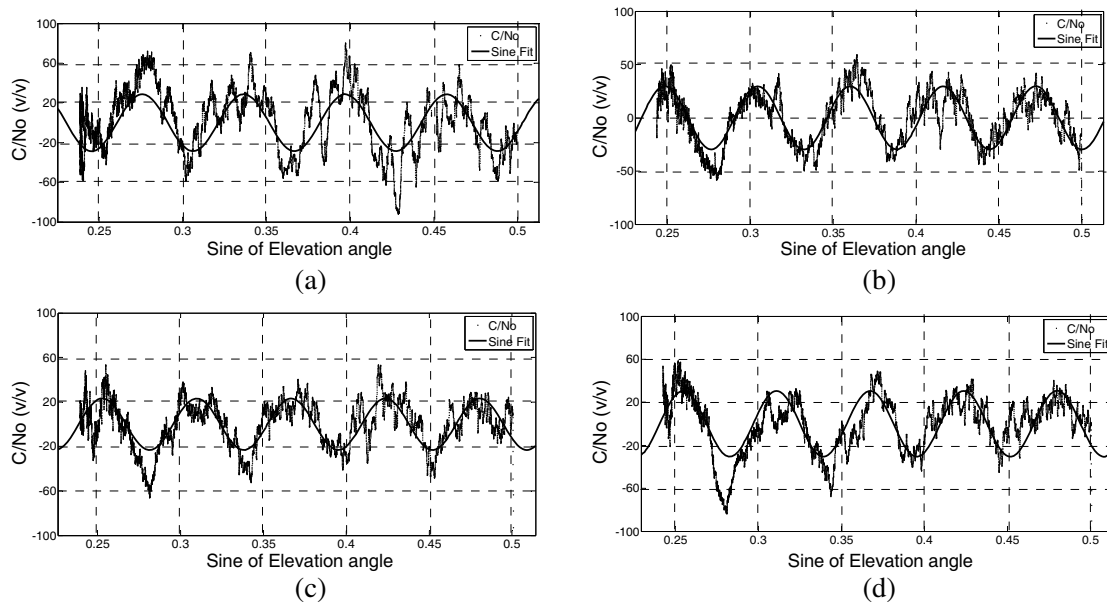 100
60
20
-20
-60
-100
C/No (v/v)
C/No
Sine Fit
0.25 0.3 0.35 0.4 0.45 0.5
Sine of Elevation angle
(a)
100
50
0
-50
-100
C/No (v/v)
C/No
Sine Fit
0.25 0.3 0.35 0.4 0.45 0.5
Sine of Elevation angle
(b)
100
60
20
-20
-60
-100
C/No (v/v)
C/No
Sine Fit
0.25 0.3 0.35 0.4 0.45 0.5
Sine of Elevation angle
(c)
100
60
20
-20
-60
-100
C/No (v/v)
C/No
Sine Fit
0.25 0.3 0.35 0.4 0.45 0.5
Sine of Elevation angle
(d)